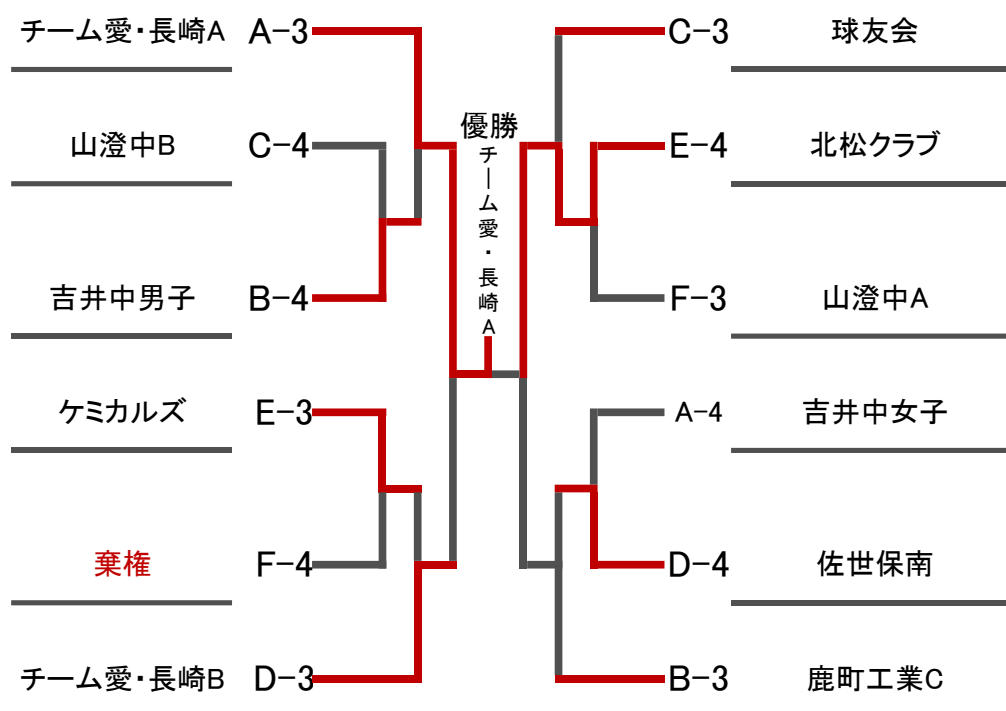 チーム愛・長崎A A-3
山澄中B C-4
吉井中男子 B-4
ケミカルズ E-3
棄権 F-4
チーム愛・長崎B D-3
優勝
チーム愛・長崎A
C-3 球友会
E-4 北松クラブ
F-3 山澄中A
A-4 吉井中女子
D-4 佐世保南
B-3 鹿町工業C